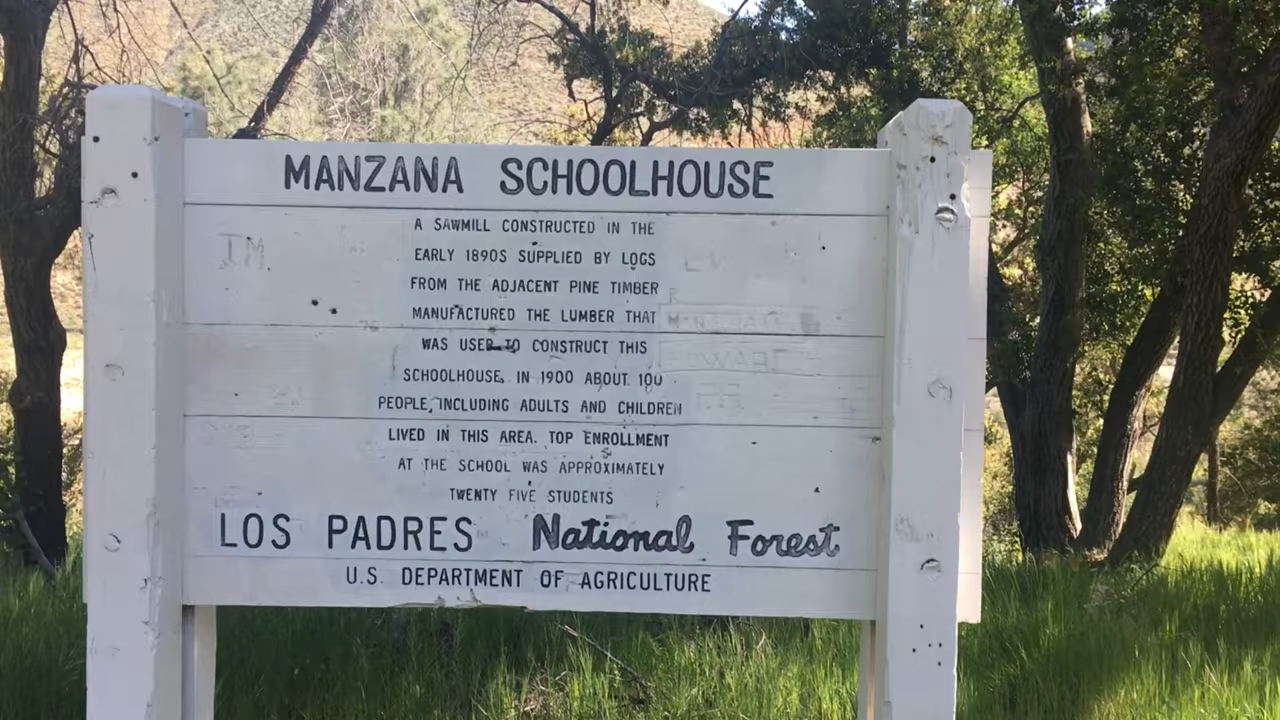 MANZANA SCHOOLHOUSE
A SAWMILL CONSTRUCTED IN THE
EARLY 1890S SUPPLIED BY LOGS
FROM THE ADJACENT PINE TIMBER
MANUFACTURED THE LUMBER THAT
WAS USED TO CONSTRUCT THIS
SCHOOLHOUSE. IN 1900 ABOUT 100
PEOPLE, INCLUDING ADULTS AND CHILDREN
LIVED IN THIS AREA. TOP ENROLLMENT
AT THE SCHOOL WAS APPROXIMATELY
TWENTY FIVE STUDENTS
LOS PADRES National Forest
U.S. DEPARTMENT OF AGRICULTURE